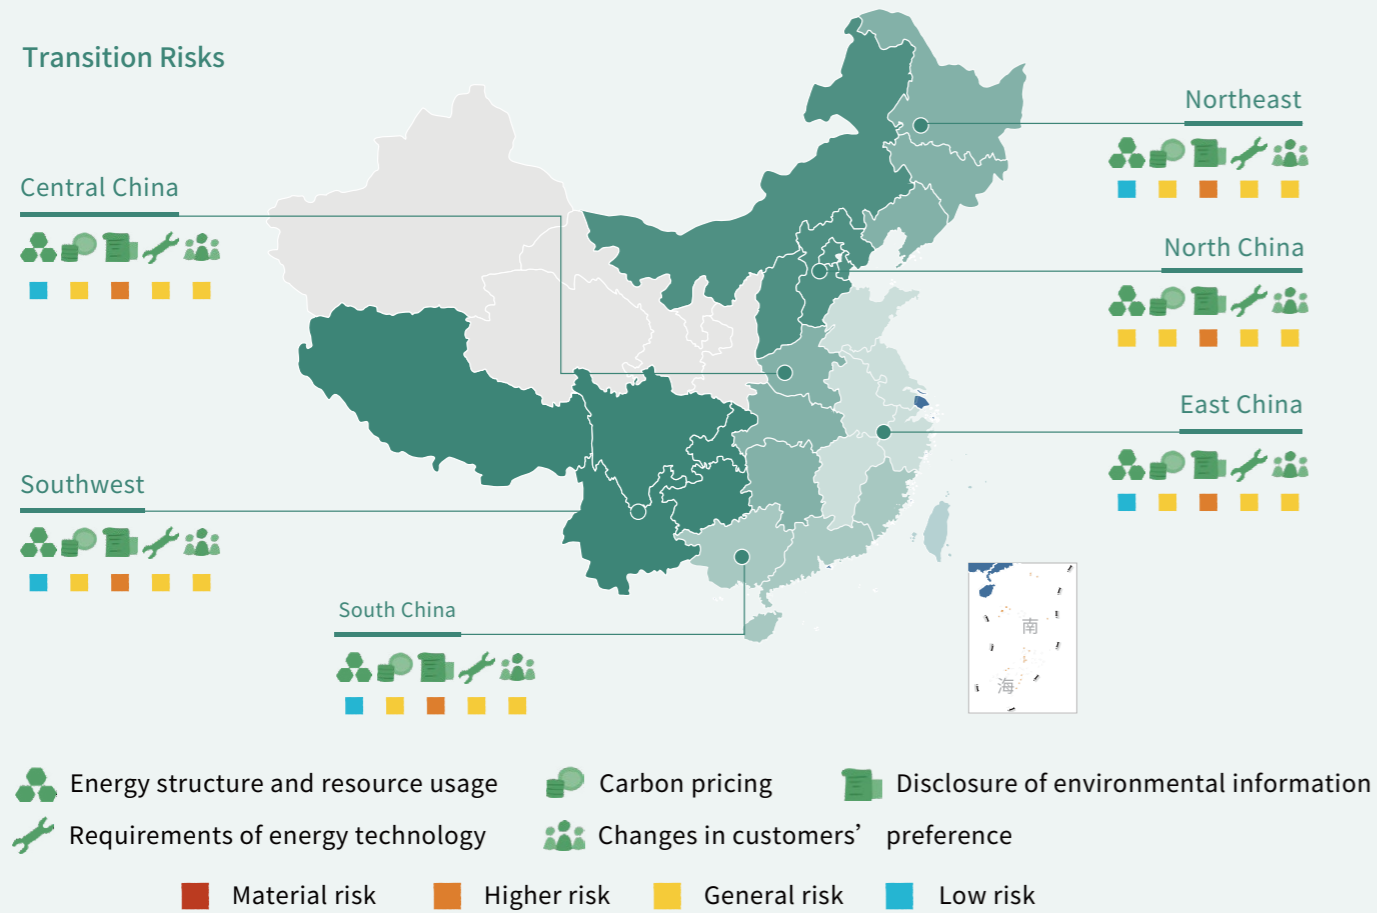 Transition Risks
Northeast
Central China
North China
East China
Southwest
South China
南
海
Energy structure and resource usage
Carbon pricing
Disclosure of environmental information
Requirements of energy technology
Changes in customers’ preference
Material risk
Higher risk
General risk
Low risk